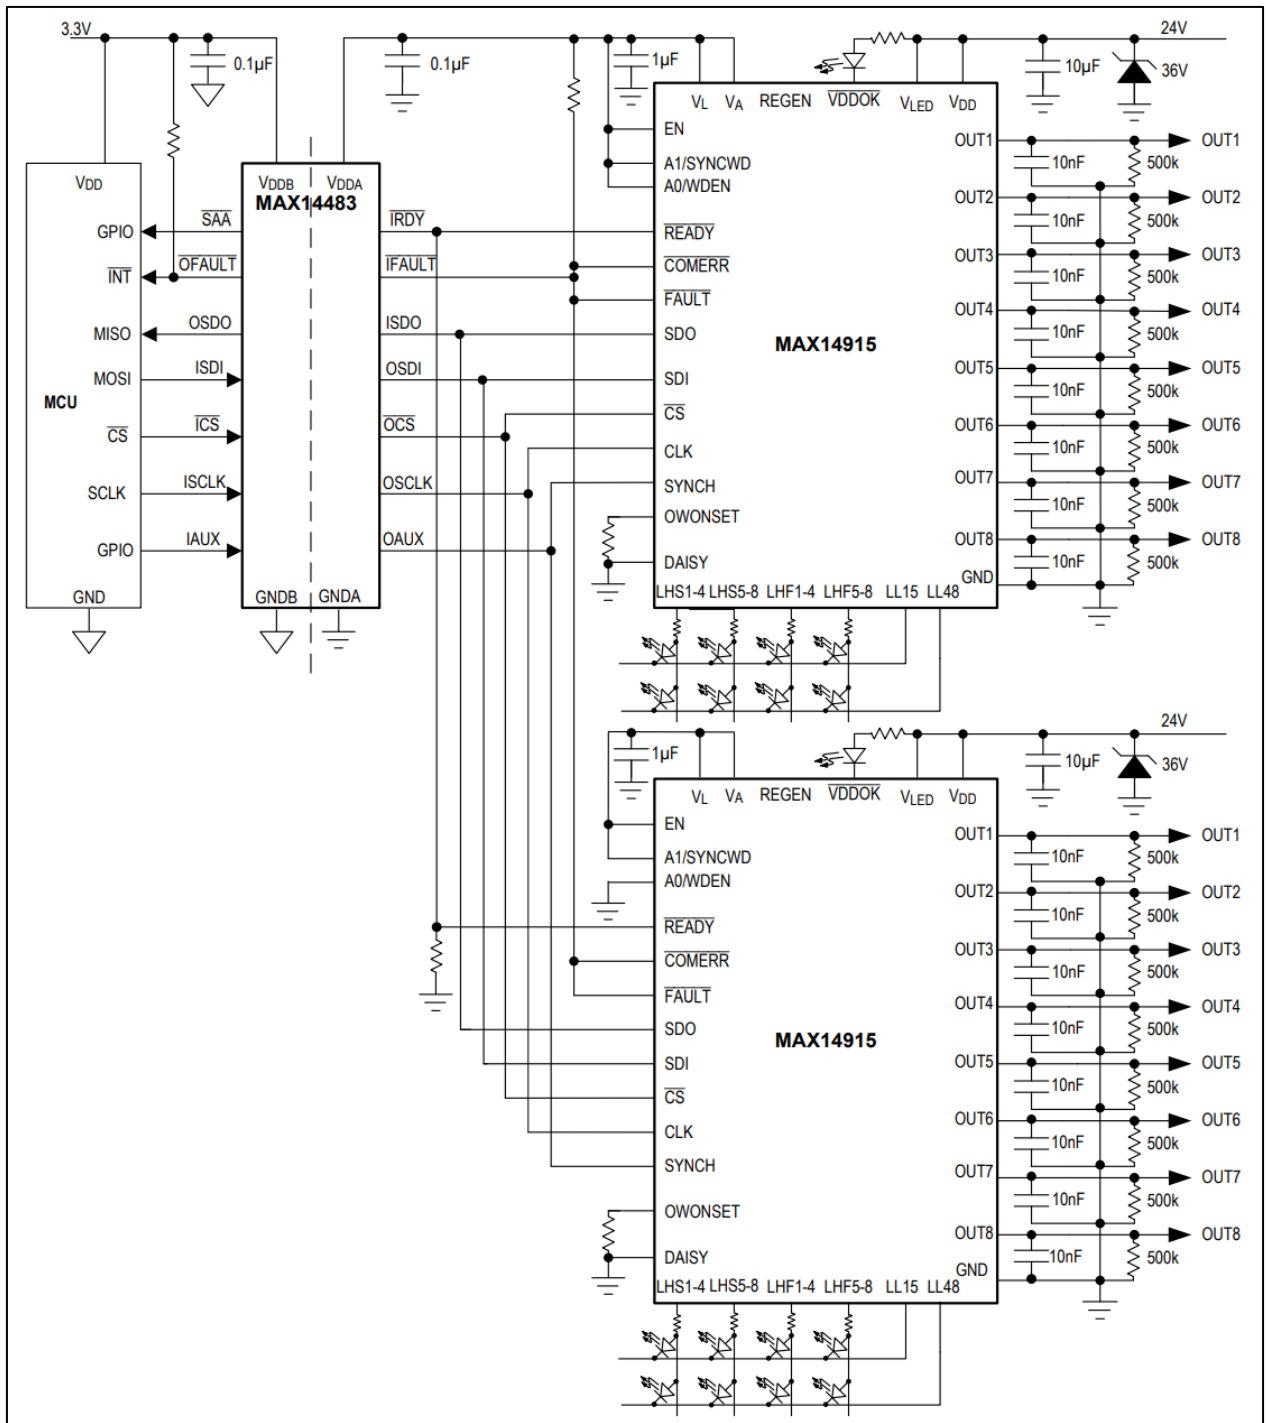 3.3V
24V
0.1µF
0.1µF
1µF
10µF
36V
VL VA REGEN VDDOK VLED VDD
EN
A1/SYNCWD
A0/WDEN
READY
COMERR
FAULT
SDO
SDI
CS
CLK
SYNCH
OWONSET
DAISY
MAX14915
OUT1
OUT2
OUT3
OUT4
OUT5
OUT6
OUT7
OUT8
GND
10nF 500k OUT1
10nF 500k OUT2
10nF 500k OUT3
10nF 500k OUT4
10nF 500k OUT5
10nF 500k OUT6
10nF 500k OUT7
10nF 500k OUT8
LHS1-4 LHS5-8 LHF1-4 LHF5-8 LL15 LL48
VDD
GPIO
INT
MISO
MOSI
MCU
CS
SCLK
GPIO
GND
SAA
OFAULT
OSDO
ISDI
ICS
ISCLK
IAUX
VDDB VDDA
MAX14483
GNDB GNDA
IRDY
IFAULT
ISDO
OSDI
OCS
OSCLK
OAUX
24V
1µF
10µF
36V
VL VA REGEN VDDOK VLED VDD
EN
A1/SYNCWD
A0/WDEN
READY
COMERR
FAULT
SDO
SDI
CS
CLK
SYNCH
OWONSET
DAISY
MAX14915
OUT1
OUT2
OUT3
OUT4
OUT5
OUT6
OUT7
OUT8
GND
10nF 500k OUT1
10nF 500k OUT2
10nF 500k OUT3
10nF 500k OUT4
10nF 500k OUT5
10nF 500k OUT6
10nF 500k OUT7
10nF 500k OUT8
LHS1-4 LHS5-8 LHF1-4 LHF5-8 LL15 LL48